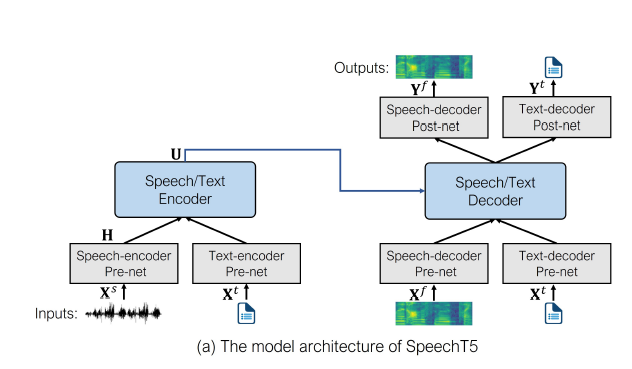 Outputs:
Y^f
Y^t
Speech-decoder
Post-net
Text-decoder
Post-net
U
Speech/Text
Encoder
Speech/Text
Decoder
H
Speech-encoder
Pre-net
Text-encoder
Pre-net
Speech-decoder
Pre-net
Text-decoder
Pre-net
X^s
X^t
X^f
X^t
Inputs:
(a) The model architecture of SpeechT5